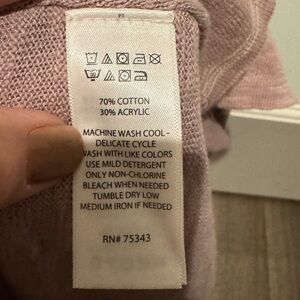 70% COTTON
30% ACRYLIC
MACHINE WASH COOL -
DELICATE CYCLE
WASH WITH LIKE COLORS
USE MILD DETERGENT
ONLY NON-CHLORINE
BLEACH WHEN NEEDED
TUMBLE DRY LOW
MEDIUM IRON IF NEEDED
RN# 75343